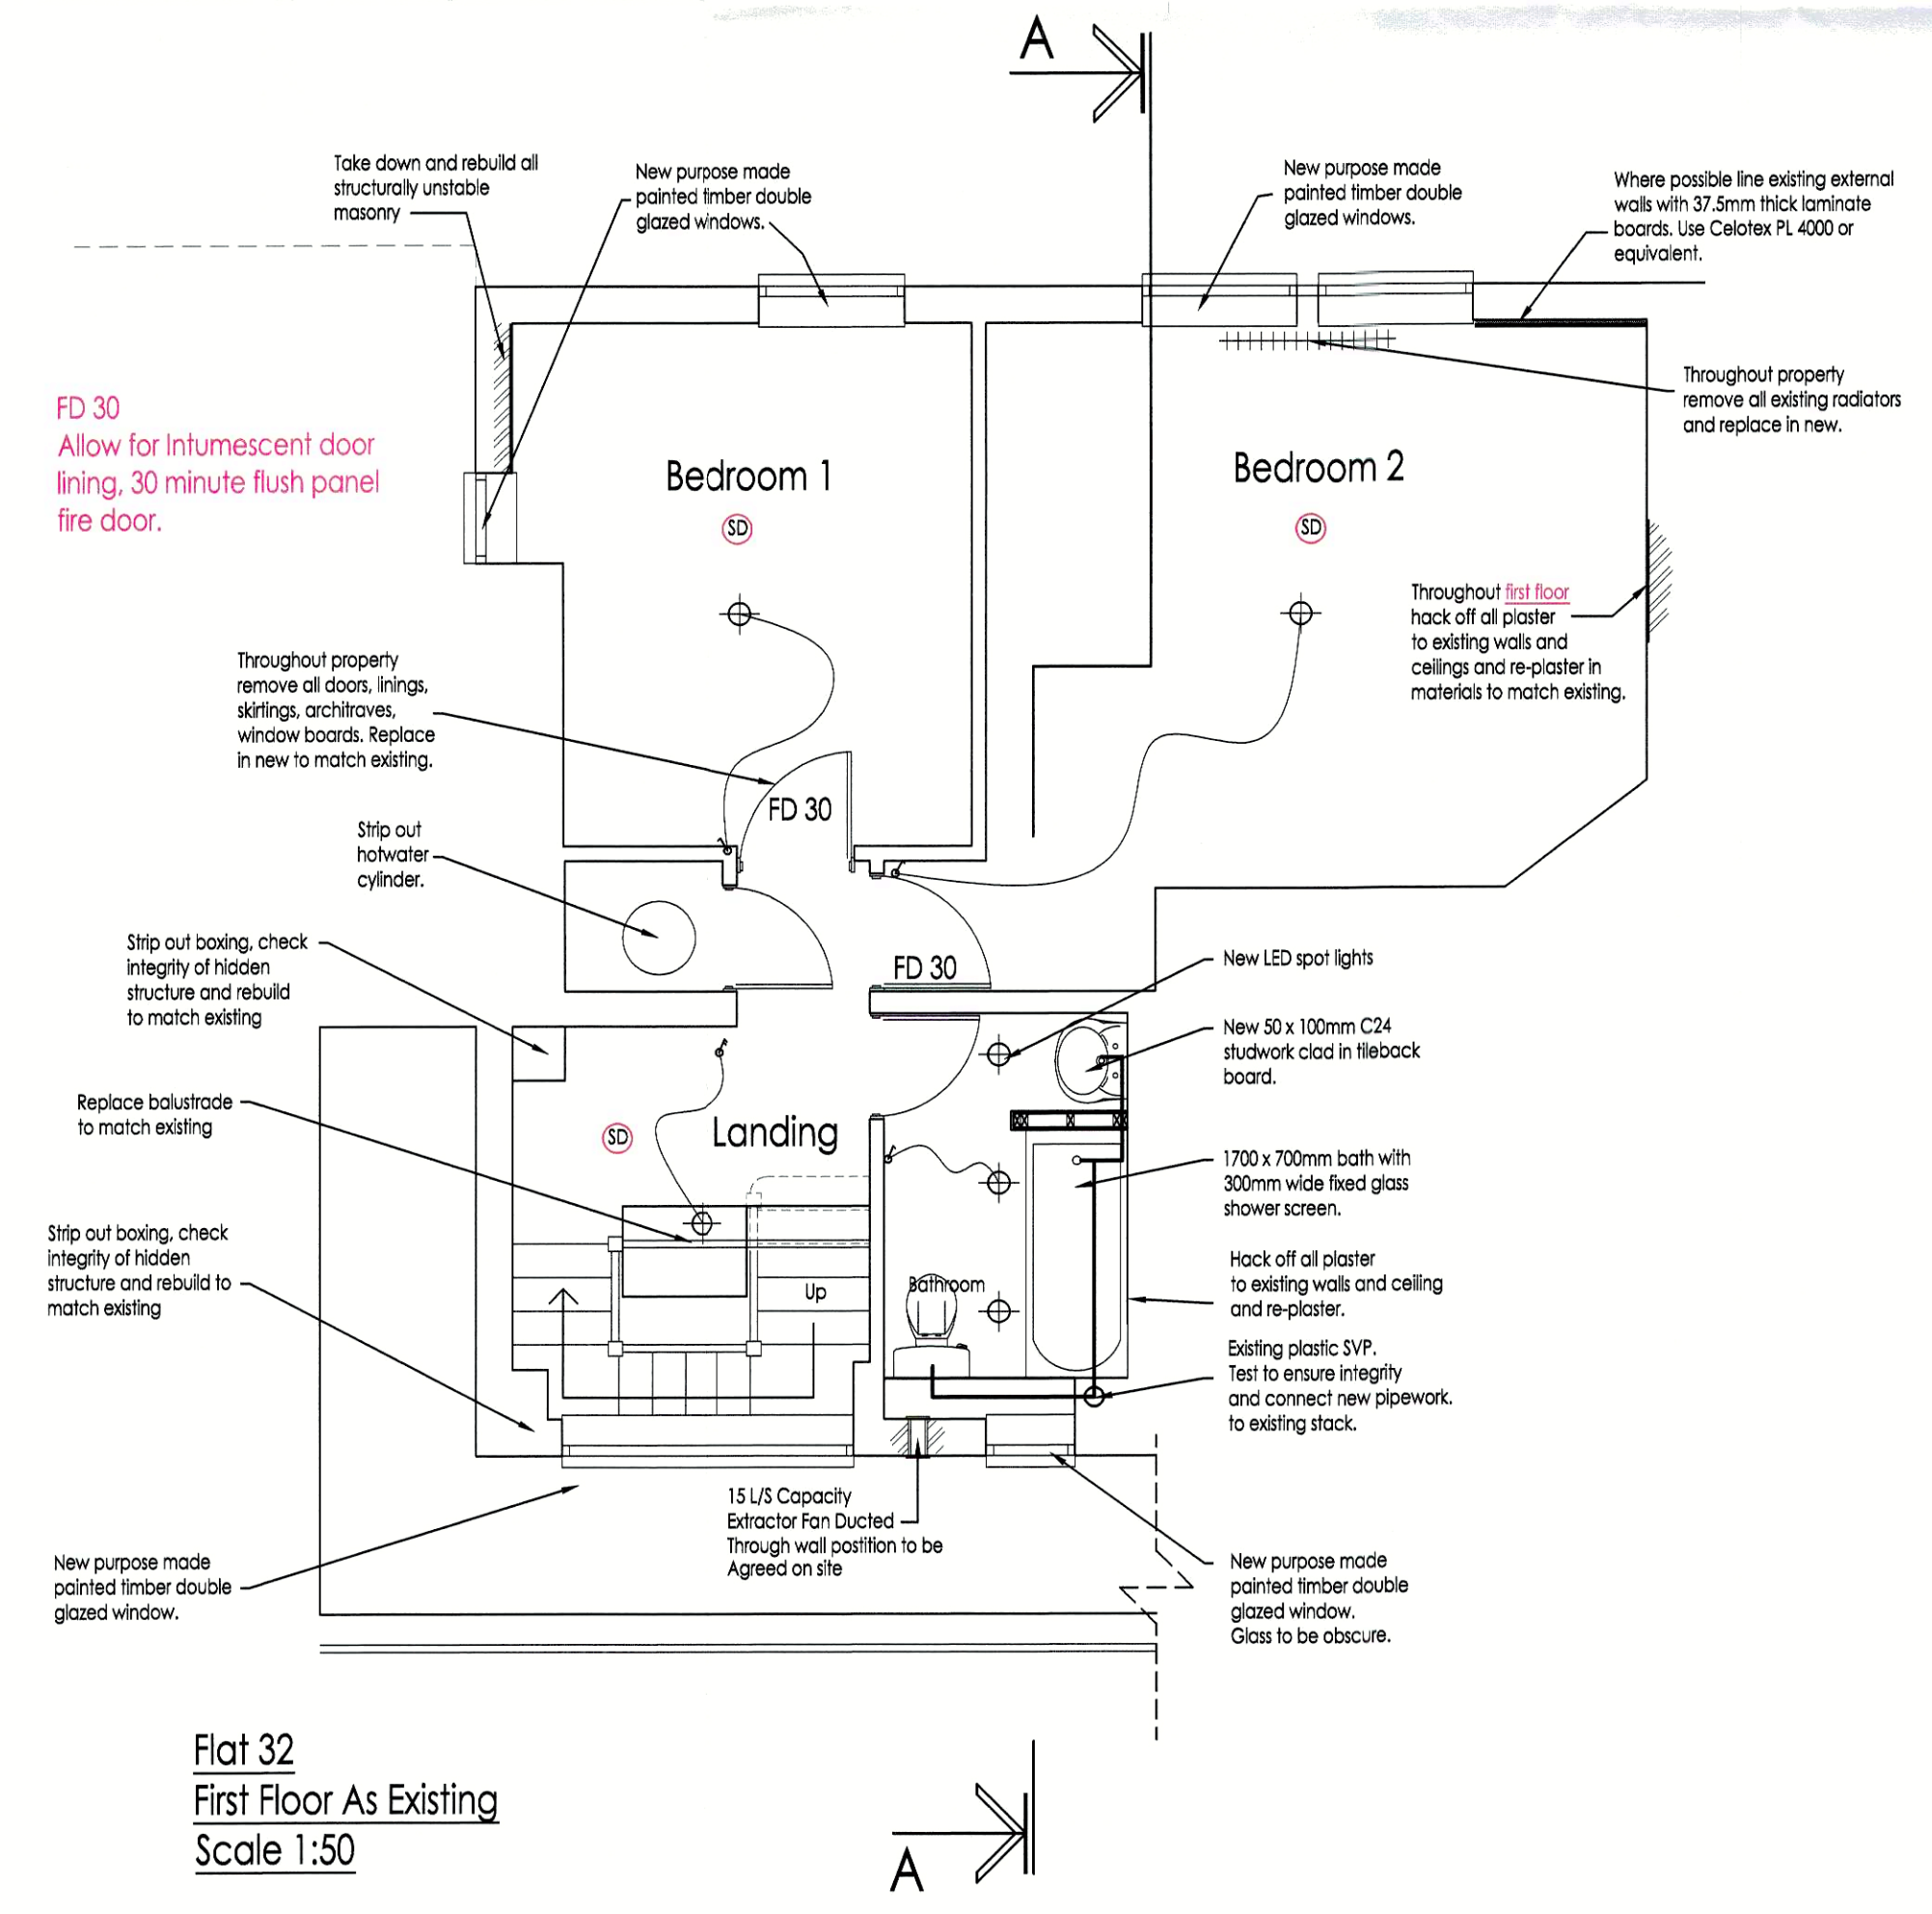 A
Take down and rebuild all
structurally unstable
masonry
New purpose made
painted timber double
glazed windows.
New purpose made
painted timber double
glazed windows.
Where possible line existing external
walls with 37.5mm thick laminate
boards. Use Celotex PL 4000 or
equivalent.
Throughout property
remove all existing radiators
and replace in new.
FD 30
Allow for Intumescent door
lining, 30 minute flush panel
fire door.
Bedroom 1
SD
Bedroom 2
SD
Throughout first floor
hack off all plaster
to existing walls and
ceilings and re-plaster in
materials to match existing.
Throughout property
remove all doors, linings,
skirtings, architraves,
window boards. Replace
in new to match existing.
FD 30
Strip out
hotwater
cylinder.
FD 30
Strip out boxing, check
integrity of hidden
structure and rebuild
to match existing
New LED spot lights
New 50 x 100mm C24
studwork clad in tileback
board.
Replace balustrade
to match existing
SD
Landing
1700 x 700mm bath with
300mm wide fixed glass
shower screen.
Strip out boxing, check
integrity of hidden
structure and rebuild to
match existing
Up
Bathroom
Hack off all plaster
to existing walls and ceiling
and re-plaster.
Existing plastic SVP.
Test to ensure integrity
and connect new pipework.
to existing stack.
15 L/S Capacity
Extractor Fan Ducted
Through wall postition to be
Agreed on site
New purpose made
painted timber double
glazed window.
New purpose made
painted timber double
glazed window.
Glass to be obscure.
Flat 32
First Floor As Existing
Scale 1:50
A